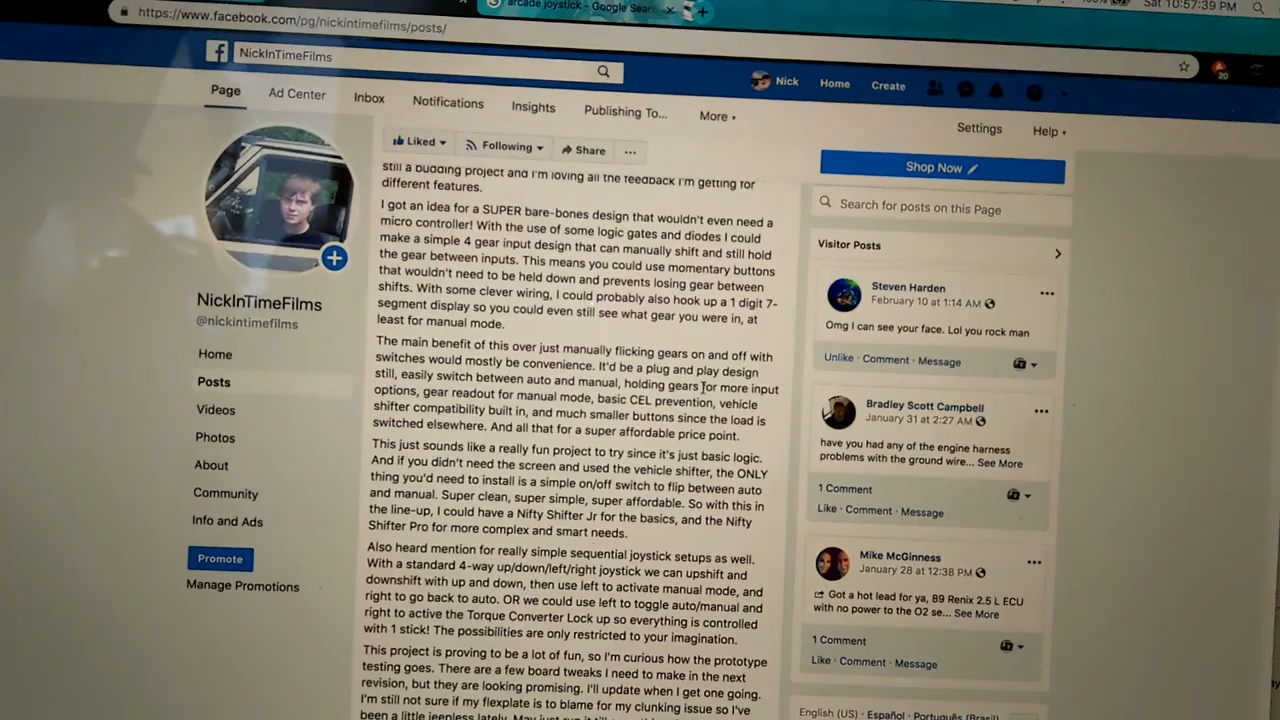 arcade joystick - Google Sear
Sat 10:57:39 PM
https://www.facebook.com/pg/nickintimefilms/posts/
20
NickInTimeFilms
Nick
Home
Create
Page
Ad Center
Inbox
Notifications
Insights
Publishing To...
More
Settings
Help
Liked
Following
Share
...
Shop Now
Search for posts on this Page
NickInTimeFilms
@nickintimefilms
Home
Posts
Videos
Photos
About
Community
Info and Ads
Promote
Manage Promotions
still a budding project and I'm loving all the feedback I'm getting for
different features.
I got an idea for a SUPER bare-bones design that wouldn't even need a
micro controller! With the use of some logic gates and diodes I could
make a simple 4 gear input design that can manually shift and still hold
the gear between inputs. This means you could use momentary buttons
that wouldn't need to be held down and prevents losing gear between
shifts. With some clever wiring, I could probably also hook up a 1 digit 7-
segment display so you could even still see what gear you were in, at
least for manual mode.
The main benefit of this over just manually flicking gears on and off with
switches would mostly be convenience. It'd be a plug and play design
still, easily switch between auto and manual, holding gears for more input
options, gear readout for manual mode, basic CEL prevention, vehicle
shifter compatibility built in, and much smaller buttons since the load is
switched elsewhere. And all that for a super affordable price point.
This just sounds like a really fun project to try since it's just basic logic.
And if you didn't need the screen and used the vehicle shifter, the ONLY
thing you'd need to install is a simple on/off switch to flip between auto
and manual. Super clean, super simple, super affordable. So with this in
the line-up, I could have a Nifty Shifter Jr for the basics, and the Nifty
Shifter Pro for more complex and smart needs.
Also heard mention for really simple sequential joystick setups as well.
With a standard 4-way up/down/left/right joystick we can upshift and
downshift with up and down, then use left to activate manual mode, and
right to go back to auto. OR we could use left to toggle auto/manual and
right to active the Torque Converter Lock up so everything is controlled
with 1 stick! The possibilities are only restricted to your imagination.
This project is proving to be a lot of fun, so I'm curious how the prototype
testing goes. There are a few board tweaks I need to make in the next
revision, but they are looking promising. I'll update when I get one going.
I'm still not sure if my flexplate is to blame for my clunking issue so I've
been a little jeepless lately.
Visitor Posts
Steven Harden
February 10 at 1:14 AM
Omg I can see your face. Lol you rock man
Unlike · Comment · Message
Bradley Scott Campbell
January 31 at 2:27 AM
have you had any of the engine harness
problems with the ground wire... See More
1 Comment
Like · Comment · Message
Mike McGinness
January 28 at 12:38 PM
Got a hot lead for ya, 89 Renix 2.5 L ECU
with no power to the O2 se... See More
1 Comment
Like · Comment · Message
English (US) · Español · Português (Brasil)